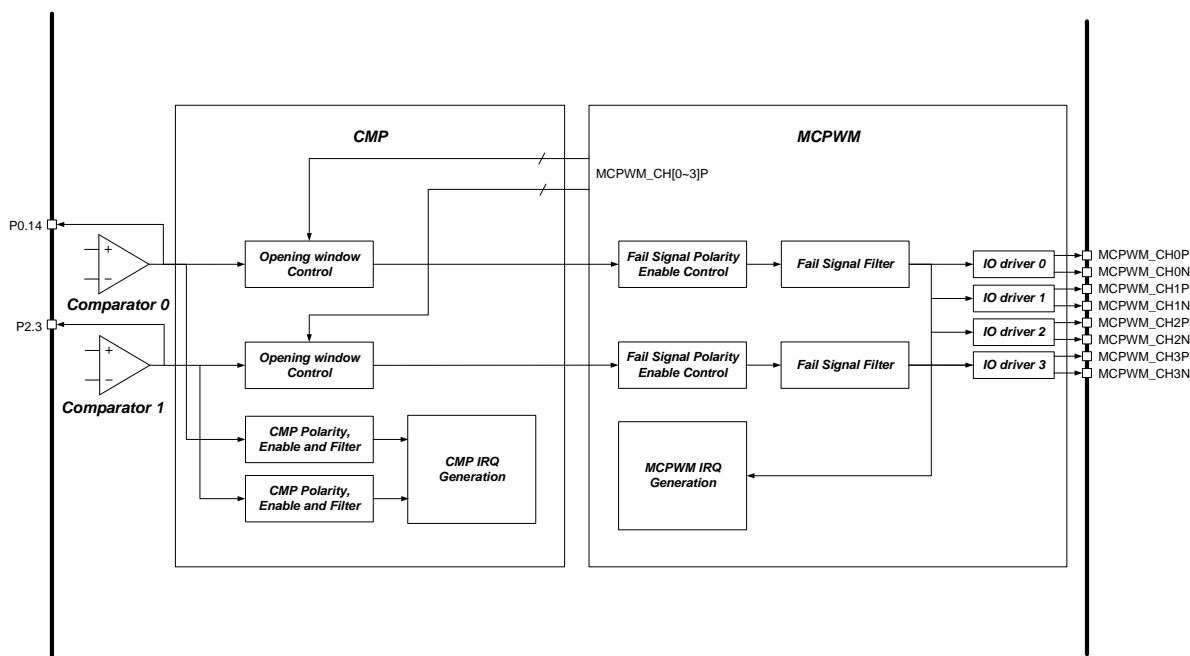 CMP
MCPWM
MCPWM_CH[0~3]P
P0.14
+
−
Comparator 0
Opening window
Control
Fail Signal Polarity
Enable Control
Fail Signal Filter
IO driver 0
MCPWM_CH0P
MCPWM_CH0N
IO driver 1
MCPWM_CH1P
MCPWM_CH1N
P2.3
+
−
Comparator 1
Opening window
Control
Fail Signal Polarity
Enable Control
Fail Signal Filter
IO driver 2
MCPWM_CH2P
MCPWM_CH2N
IO driver 3
MCPWM_CH3P
MCPWM_CH3N
CMP Polarity,
Enable and Filter
CMP Polarity,
Enable and Filter
CMP IRQ
Generation
MCPWM IRQ
Generation